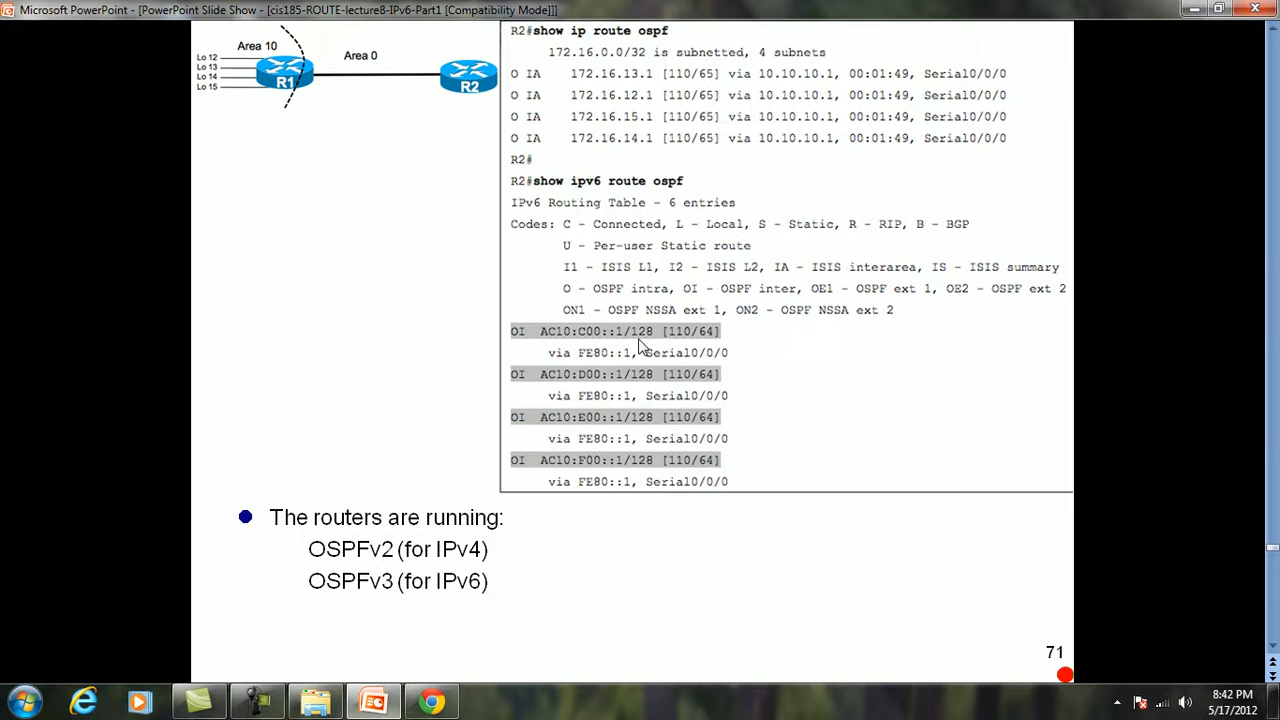 Microsoft PowerPoint - [PowerPoint Slide Show - [cis185-ROUTE-lecture8-IPv6-Part1 [Compatibility Mode]]]
Area 10
Area 0
Lo 12
Lo 13
Lo 14
Lo 15
R1
R2
R2#show ip route ospf
172.16.0.0/32 is subnetted, 4 subnets
O IA 172.16.13.1 [110/65] via 10.10.10.1, 00:01:49, Serial0/0/0
O IA 172.16.12.1 [110/65] via 10.10.10.1, 00:01:49, Serial0/0/0
O IA 172.16.15.1 [110/65] via 10.10.10.1, 00:01:49, Serial0/0/0
O IA 172.16.14.1 [110/65] via 10.10.10.1, 00:01:49, Serial0/0/0
R2#
R2#show ipv6 route ospf
IPv6 Routing Table - 6 entries
Codes: C - Connected, L - Local, S - Static, R - RIP, B - BGP
U - Per-user Static route
I1 - ISIS L1, I2 - ISIS L2, IA - ISIS interarea, IS - ISIS summary
O - OSPF intra, OI - OSPF inter, OE1 - OSPF ext 1, OE2 - OSPF ext 2
ON1 - OSPF NSSA ext 1, ON2 - OSPF NSSA ext 2
OI AC10:C00::1/128 [110/64]
via FE80::1, Serial0/0/0
OI AC10:D00::1/128 [110/64]
via FE80::1, Serial0/0/0
OI AC10:E00::1/128 [110/64]
via FE80::1, Serial0/0/0
OI AC10:F00::1/128 [110/64]
via FE80::1, Serial0/0/0
The routers are running:
OSPFv2 (for IPv4)
OSPFv3 (for IPv6)
71
8:42 PM
5/17/2012